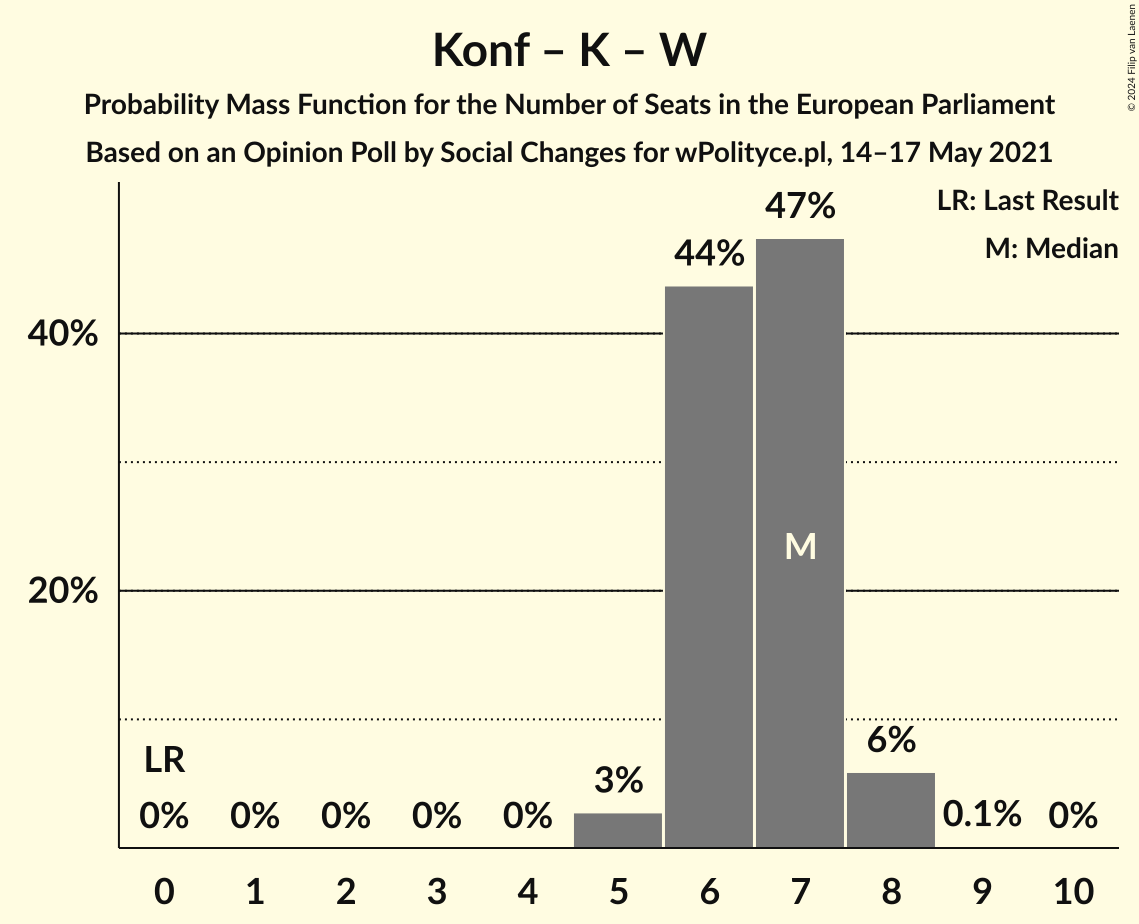 Konf – K – W
Probability Mass Function for the Number of Seats in the European Parliament
Based on an Opinion Poll by Social Changes for wPolityce.pl, 14–17 May 2021
© 2024 Filip van Laenen
LR: Last Result
M: Median
47%
44%
40%
M
20%
LR
6%
3%
0% 0% 0% 0% 0% 0.1% 0%
0 1 2 3 4 5 6 7 8 9 10